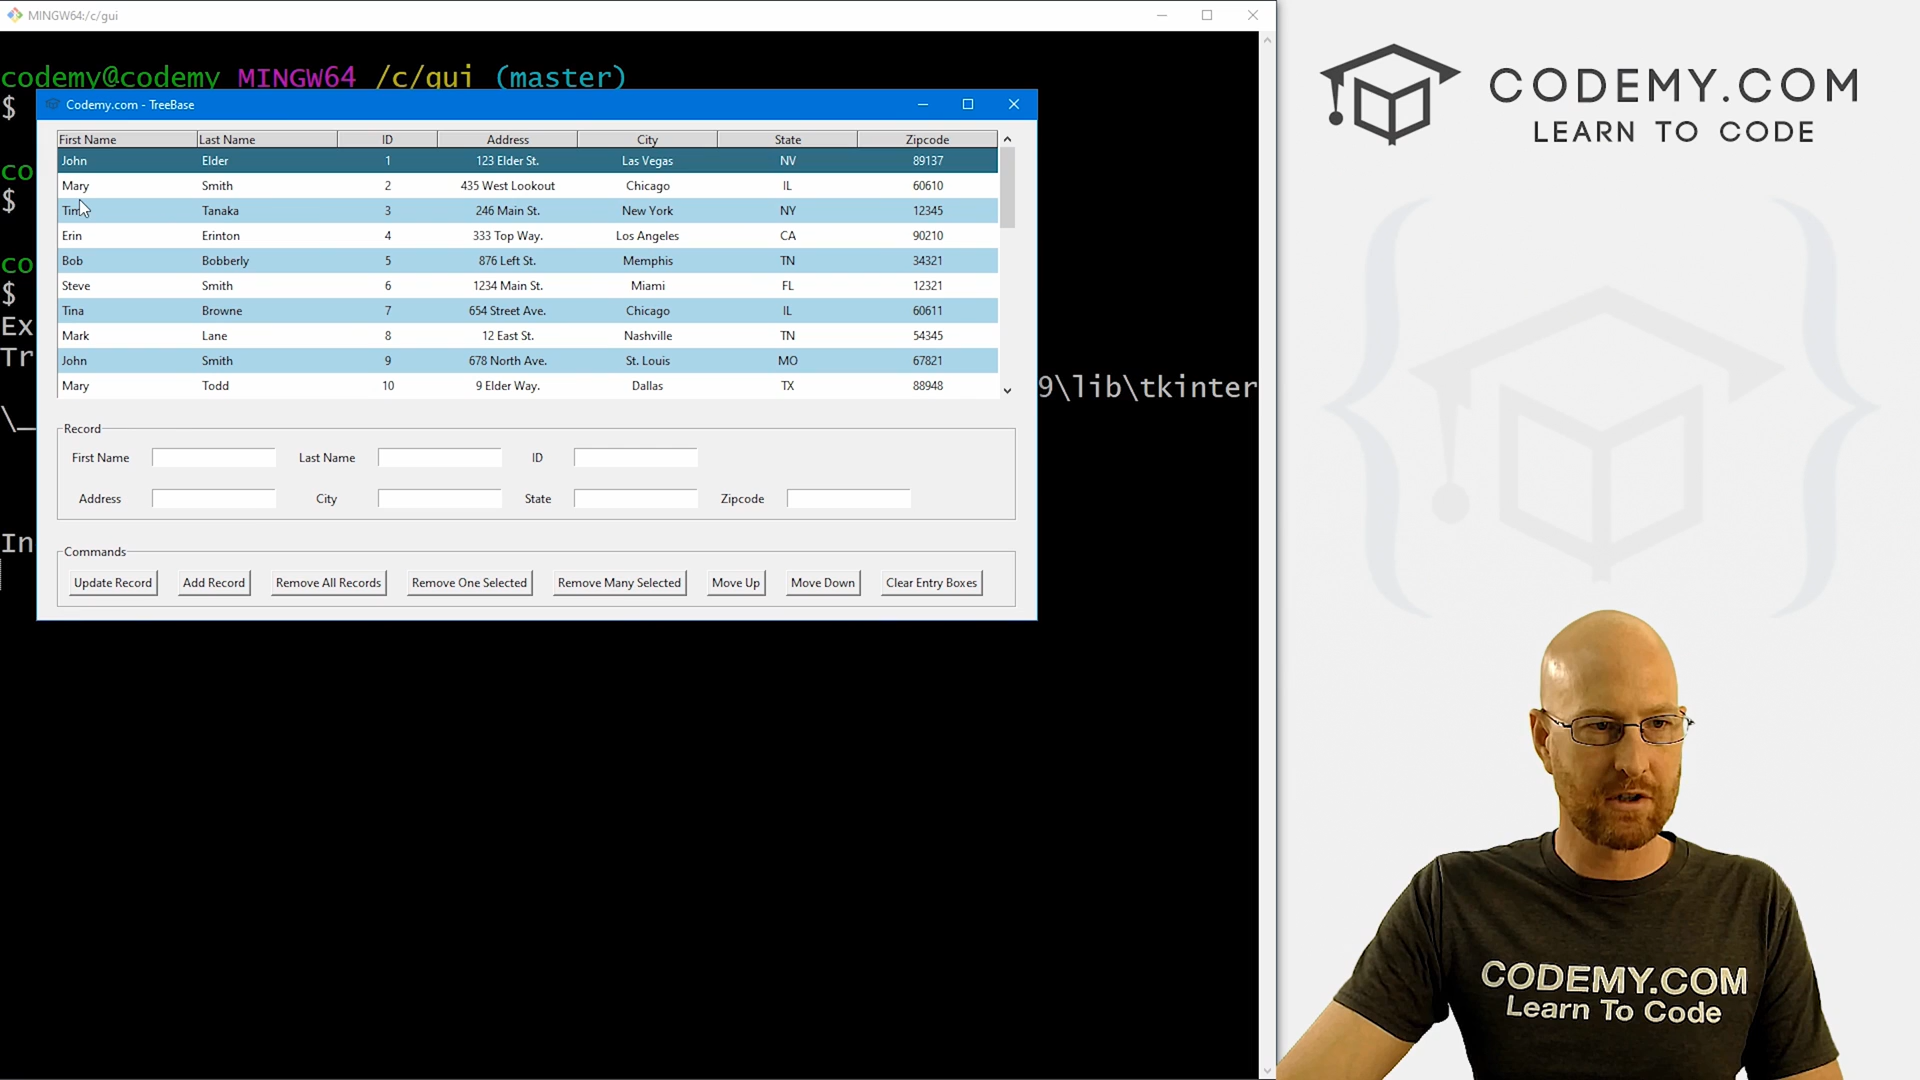 MINGW64:/c/gui
codemy@codemy MINGW64 /c/gui (master)
$
Codemy.com - TreeBase
First Name Last Name ID Address City State Zipcode
John Elder 1 123 Elder St. Las Vegas NV 89137
Mary Smith 2 435 West Lookout Chicago IL 60610
Tanaka 3 246 Main St. New York NY 12345
Erin Erinton 4 333 Top Way. Los Angeles CA 90210
Bob Bobberly 5 876 Left St. Memphis TN 34321
Steve Smith 6 1234 Main St. Miami FL 12321
Tina Browne 7 654 Street Ave. Chicago IL 60611
Mark Lane 8 12 East St. Nashville TN 54345
John Smith 9 678 North Ave. St. Louis MO 67821
Mary Todd 10 9 Elder Way. Dallas TX 88948
co
$
co
$
Ex
Tr
9\lib\tkinter
\_
In
Record
First Name Last Name ID
Address City State Zipcode
Commands
Update Record Add Record Remove All Records Remove One Selected Remove Many Selected Move Up Move Down Clear Entry Boxes
CODEMY.COM
LEARN TO CODE
CODEMY.COM
Learn To Code